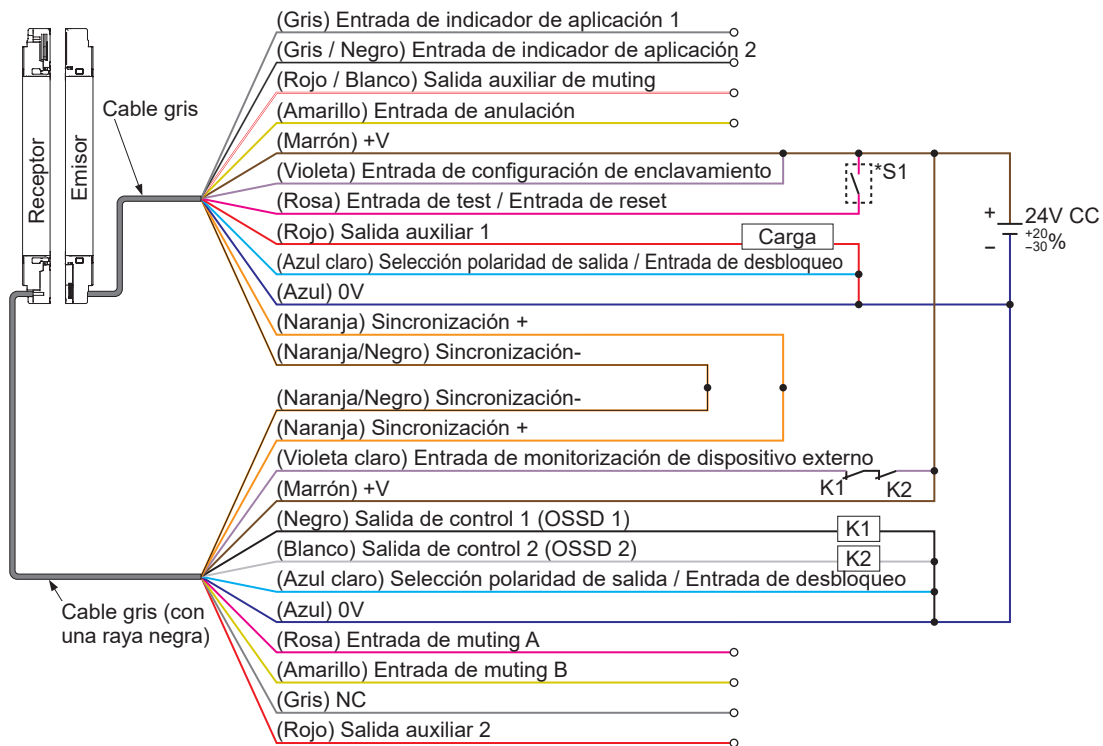 (Gris) Entrada de indicador de aplicación 1
(Gris / Negro) Entrada de indicador de aplicación 2
(Rojo / Blanco) Salida auxiliar de muting
(Amarillo) Entrada de anulación
(Marrón) +V
(Violeta) Entrada de configuración de enclavamiento
(Rosa) Entrada de test / Entrada de reset
(Rojo) Salida auxiliar 1
(Azul claro) Selección polaridad de salida / Entrada de desbloqueo
(Azul) 0V
(Naranja) Sincronización +
(Naranja/Negro) Sincronización-
Cable gris
Receptor
Emisor
*S1
Carga
+
−
24V CC
+20
−30%
(Naranja/Negro) Sincronización-
(Naranja) Sincronización +
(Violeta claro) Entrada de monitorización de dispositivo externo
K1
K2
(Marrón) +V
(Negro) Salida de control 1 (OSSD 1)
K1
(Blanco) Salida de control 2 (OSSD 2)
K2
(Azul claro) Selección polaridad de salida / Entrada de desbloqueo
(Azul) 0V
(Rosa) Entrada de muting A
(Amarillo) Entrada de muting B
(Gris) NC
(Rojo) Salida auxiliar 2
Cable gris (con
una raya negra)